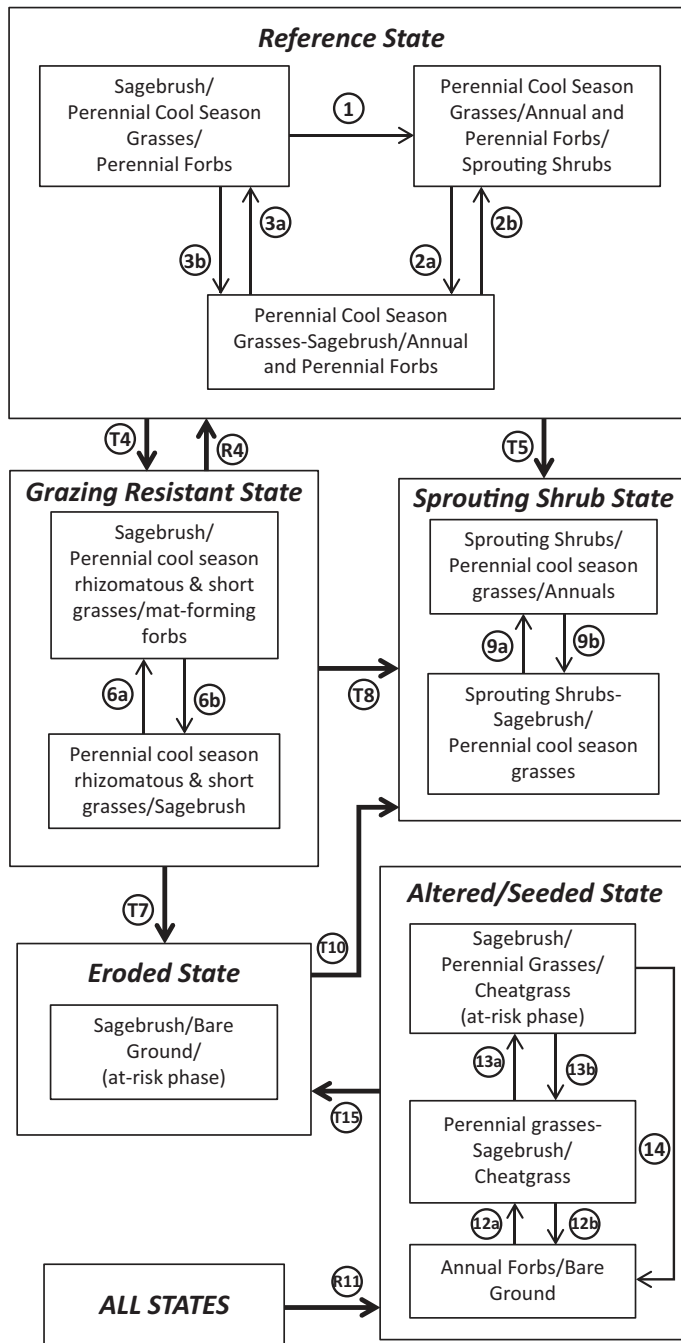 Reference State
Sagebrush/
Perennial Cool Season
Grasses/
Perennial Forbs
1
Perennial Cool Season
Grasses/Annual and
Perennial Forbs/
Sprouting Shrubs
3a
2b
3b
2a
Perennial Cool Season
Grasses-Sagebrush/Annual
and Perennial Forbs
T4
R4
T5
Grazing Resistant State
Sagebrush/
Perennial cool season
rhizomatous & short
grasses/mat-forming
forbs
6a
6b
Perennial cool season
rhizomatous & short
grasses/Sagebrush
T8
Sprouting Shrub State
Sprouting Shrubs/
Perennial cool season
grasses/Annuals
9a
9b
Sprouting Shrubs-
Sagebrush/
Perennial cool season
grasses
T7
T10
Eroded State
Sagebrush/Bare
Ground/
(at-risk phase)
T15
Altered/Seeded State
Sagebrush/
Perennial Grasses/
Cheatgrass
(at-risk phase)
13a
13b
Perennial grasses-
Sagebrush/
Cheatgrass
14
12a
12b
Annual Forbs/Bare
Ground
ALL STATES
R11